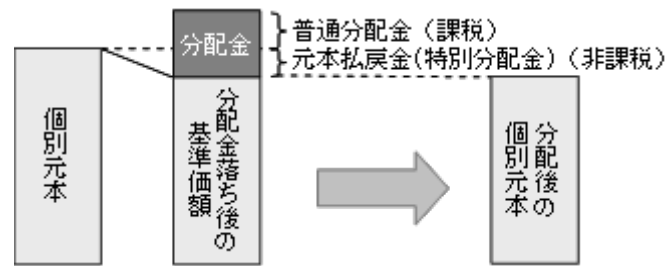 分配金
普通分配金（課税）
元本払戻金(特別分配金)（非課税）
個別元本
分配金落ち後の
基準価額
分配後の
個別元本